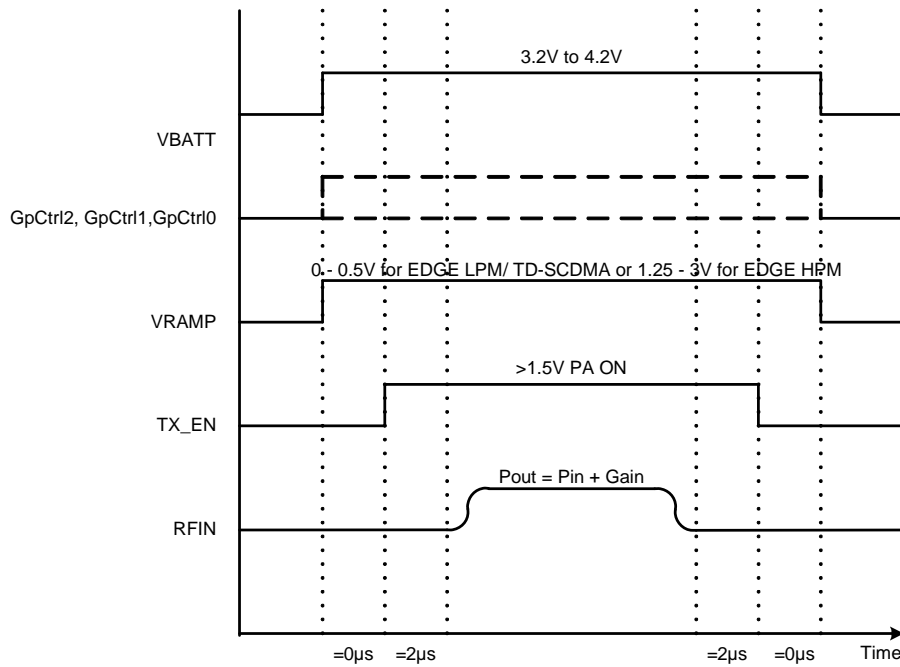 3.2V to 4.2V
VBATT
GpCtrl2, GpCtrl1,GpCtrl0
0 - 0.5V for EDGE LPM/ TD-SCDMA or 1.25 - 3V for EDGE HPM
VRAMP
>1.5V PA ON
TX_EN
Pout = Pin + Gain
RFIN
=0µs =2µs =2µs =0µs Time